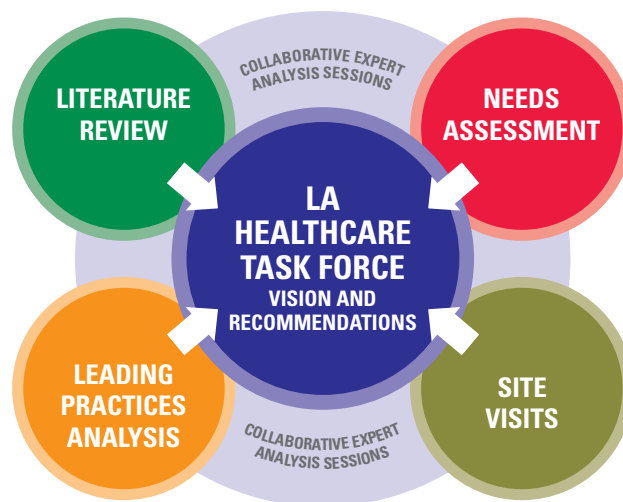 COLLABORATIVE EXPERT
ANALYSIS SESSIONS
LITERATURE
REVIEW
NEEDS
ASSESSMENT
LA
HEALTHCARE
TASK FORCE
VISION AND
RECOMMENDATIONS
LEADING
PRACTICES
ANALYSIS
SITE
VISITS
COLLABORATIVE EXPERT
ANALYSIS SESSIONS